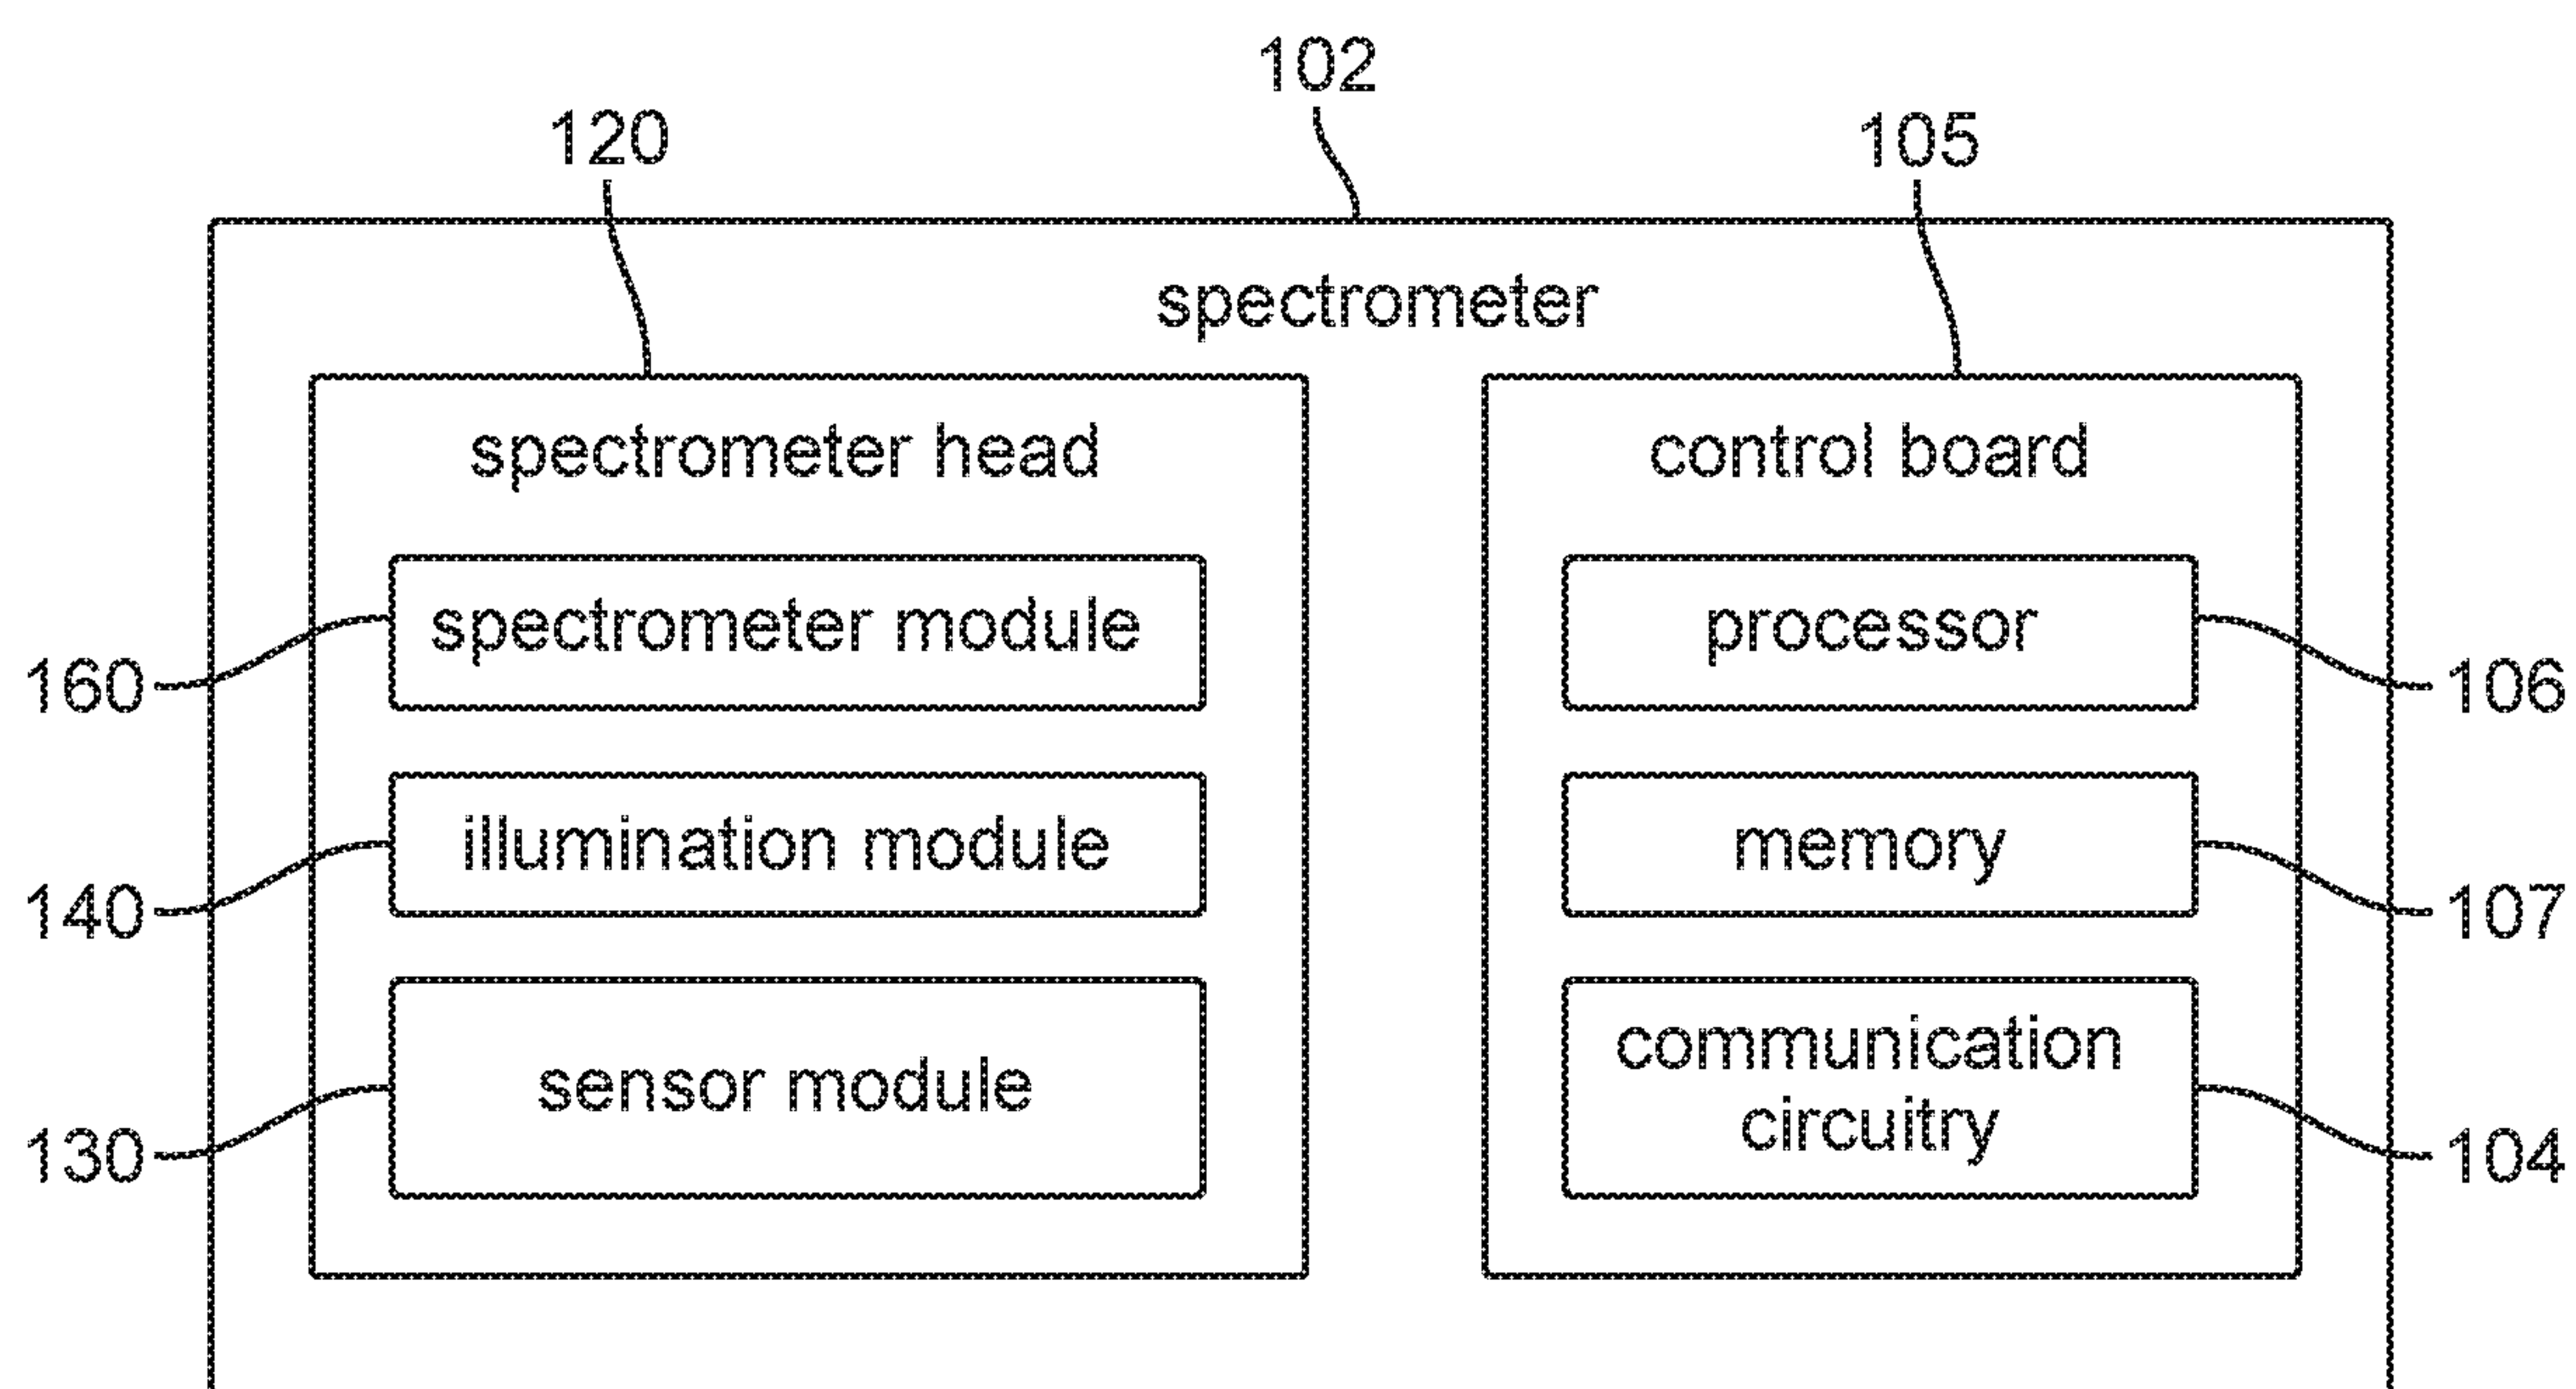 102
120
105
spectrometer
spectrometer head
control board
spectrometer module
processor
160
106
illumination module
memory
140
107
sensor module
communication
circuitry
130
104